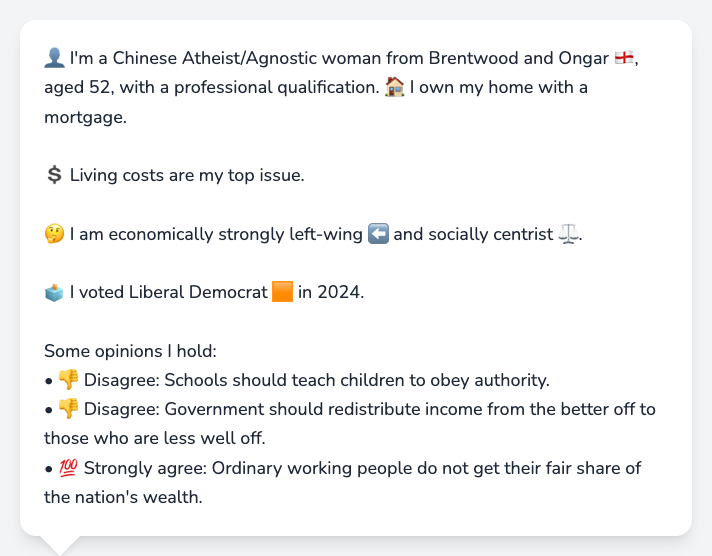 👤 I'm a Chinese Atheist/Agnostic woman from Brentwood and Ongar 🏴󠁧󠁢󠁥󠁮󠁧󠁿,
aged 52, with a professional qualification. 🏠 I own my home with a
mortgage.
💲 Living costs are my top issue.
🤔 I am economically strongly left-wing ⬅️ and socially centrist ⚖️.
🗳️ I voted Liberal Democrat 🟧 in 2024.
Some opinions I hold:
• 👎 Disagree: Schools should teach children to obey authority.
• 👎 Disagree: Government should redistribute income from the better off to
those who are less well off.
• 💯 Strongly agree: Ordinary working people do not get their fair share of
the nation's wealth.